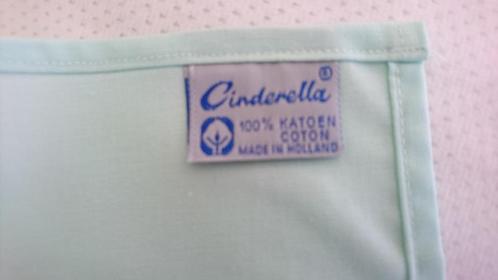 Cinderella ®
100% KATOEN
COTON
MADE IN HOLLAND